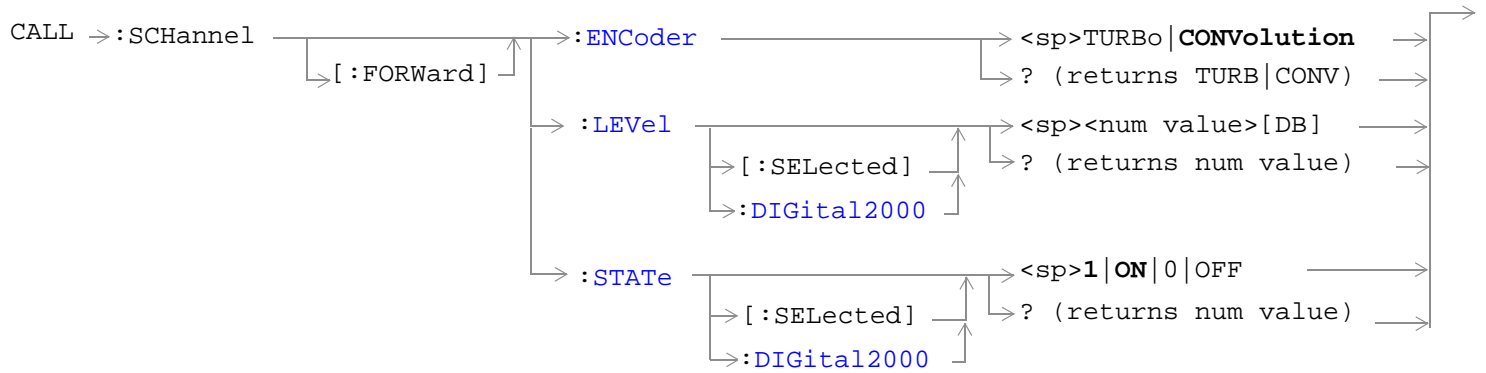 CALL :SCHannel :ENCoder <sp>TURBo|CONVolution
[:FORWard] ? (returns TURB|CONV)
:LEVel <sp><num value>[DB]
[:SELected] ? (returns num value)
:DIGital2000
:STATe <sp>1|ON|0|OFF
[:SELected] ? (returns num value)
:DIGital2000